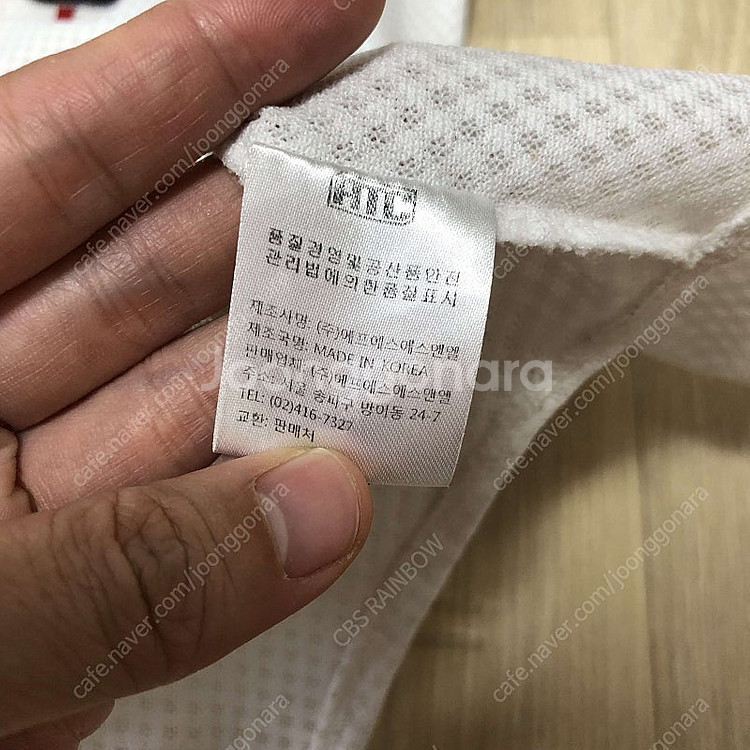 HTC
품질경영및공산품안전
관리법에의한품질표시
제조사명: (주)에프에스에스앤엘
제조국명: MADE IN KOREA
판매업체: (주)에프에스에스앤엘
주소: 서울 송파구 방이동 24-7
TEL: (02)416-7327
교환: 판매처
Joonggonara
cafe.naver.com/joonggonara
CBS RAINBOW